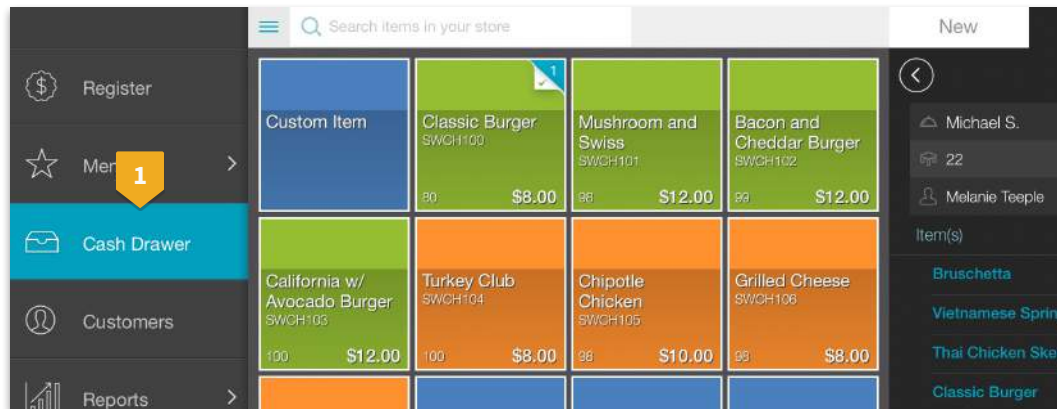 Search items in your store
New
Register
Men
1
Cash Drawer
Customers
Reports
Custom Item
1
Classic Burger
SWCH100
80 $8.00
Mushroom and
Swiss
SWCH101
98 $12.00
Bacon and
Cheddar Burger
SWCH102
99 $12.00
California w/
Avocado Burger
SWCH103
100 $12.00
Turkey Club
SWCH104
100 $8.00
Chipotle
Chicken
SWCH105
98 $10.00
Grilled Cheese
SWCH106
98 $8.00
Michael S.
22
Melanie Teeple
Item(s)
Bruschetta
Vietnamese Sprin
Thai Chicken Ske
Classic Burger